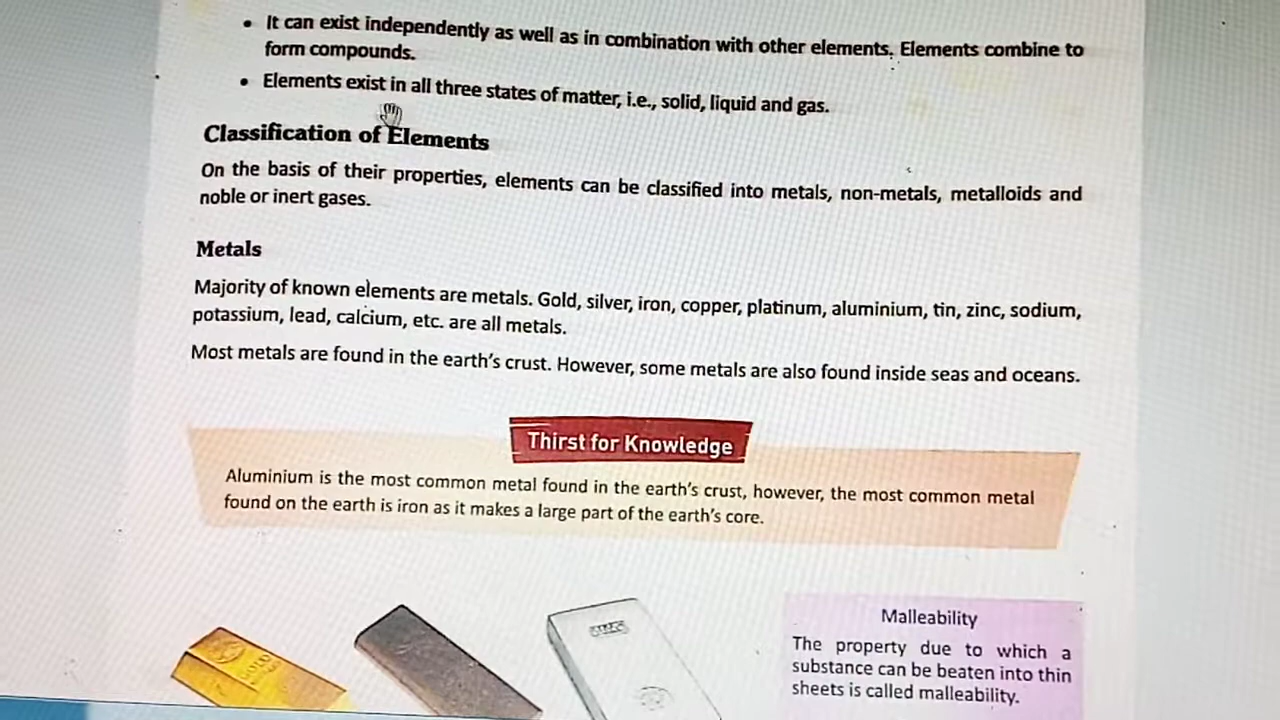 • It can exist independently as well as in combination with other elements. Elements combine to
form compounds.
• Elements exist in all three states of matter, i.e., solid, liquid and gas.
Classification of Elements
On the basis of their properties, elements can be classified into metals, non-metals, metalloids and
noble or inert gases.
Metals
Majority of known elements are metals. Gold, silver, iron, copper, platinum, aluminium, tin, zinc, sodium,
potassium, lead, calcium, etc. are all metals.
Most metals are found in the earth's crust. However, some metals are also found inside seas and oceans.
Thirst for Knowledge
Aluminium is the most common metal found in the earth's crust, however, the most common metal
found on the earth is iron as it makes a large part of the earth's core.
GOLD
Malleability
The property due to which a
substance can be beaten into thin
sheets is called malleability.